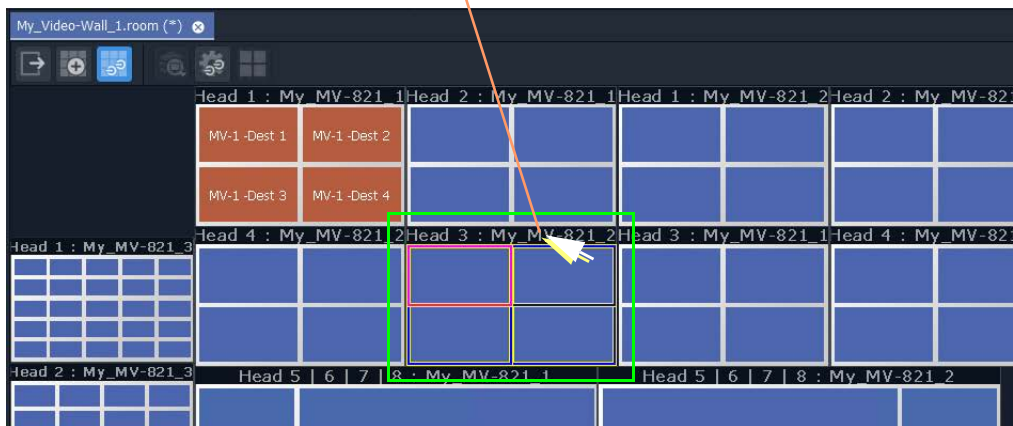 My_Video-Wall_1.room (*)
Head 1 : My_MV-821_1 Head 2 : My_MV-821_1 Head 1 : My_MV-821_2 Head 2 : My_MV-82
MV-1 -Dest 1 MV-1 -Dest 2
MV-1 -Dest 3 MV-1 -Dest 4
Head 4 : My_MV-821_2 Head 3 : My_MV-821_2 Head 3 : My_MV-821_1 Head 4 : My_MV-82
Head 1 : My_MV-821_3
Head 2 : My_MV-821_3 Head 5 | 6 | 7 | 8 : My_MV-821_1 Head 5 | 6 | 7 | 8 : My_MV-821_2